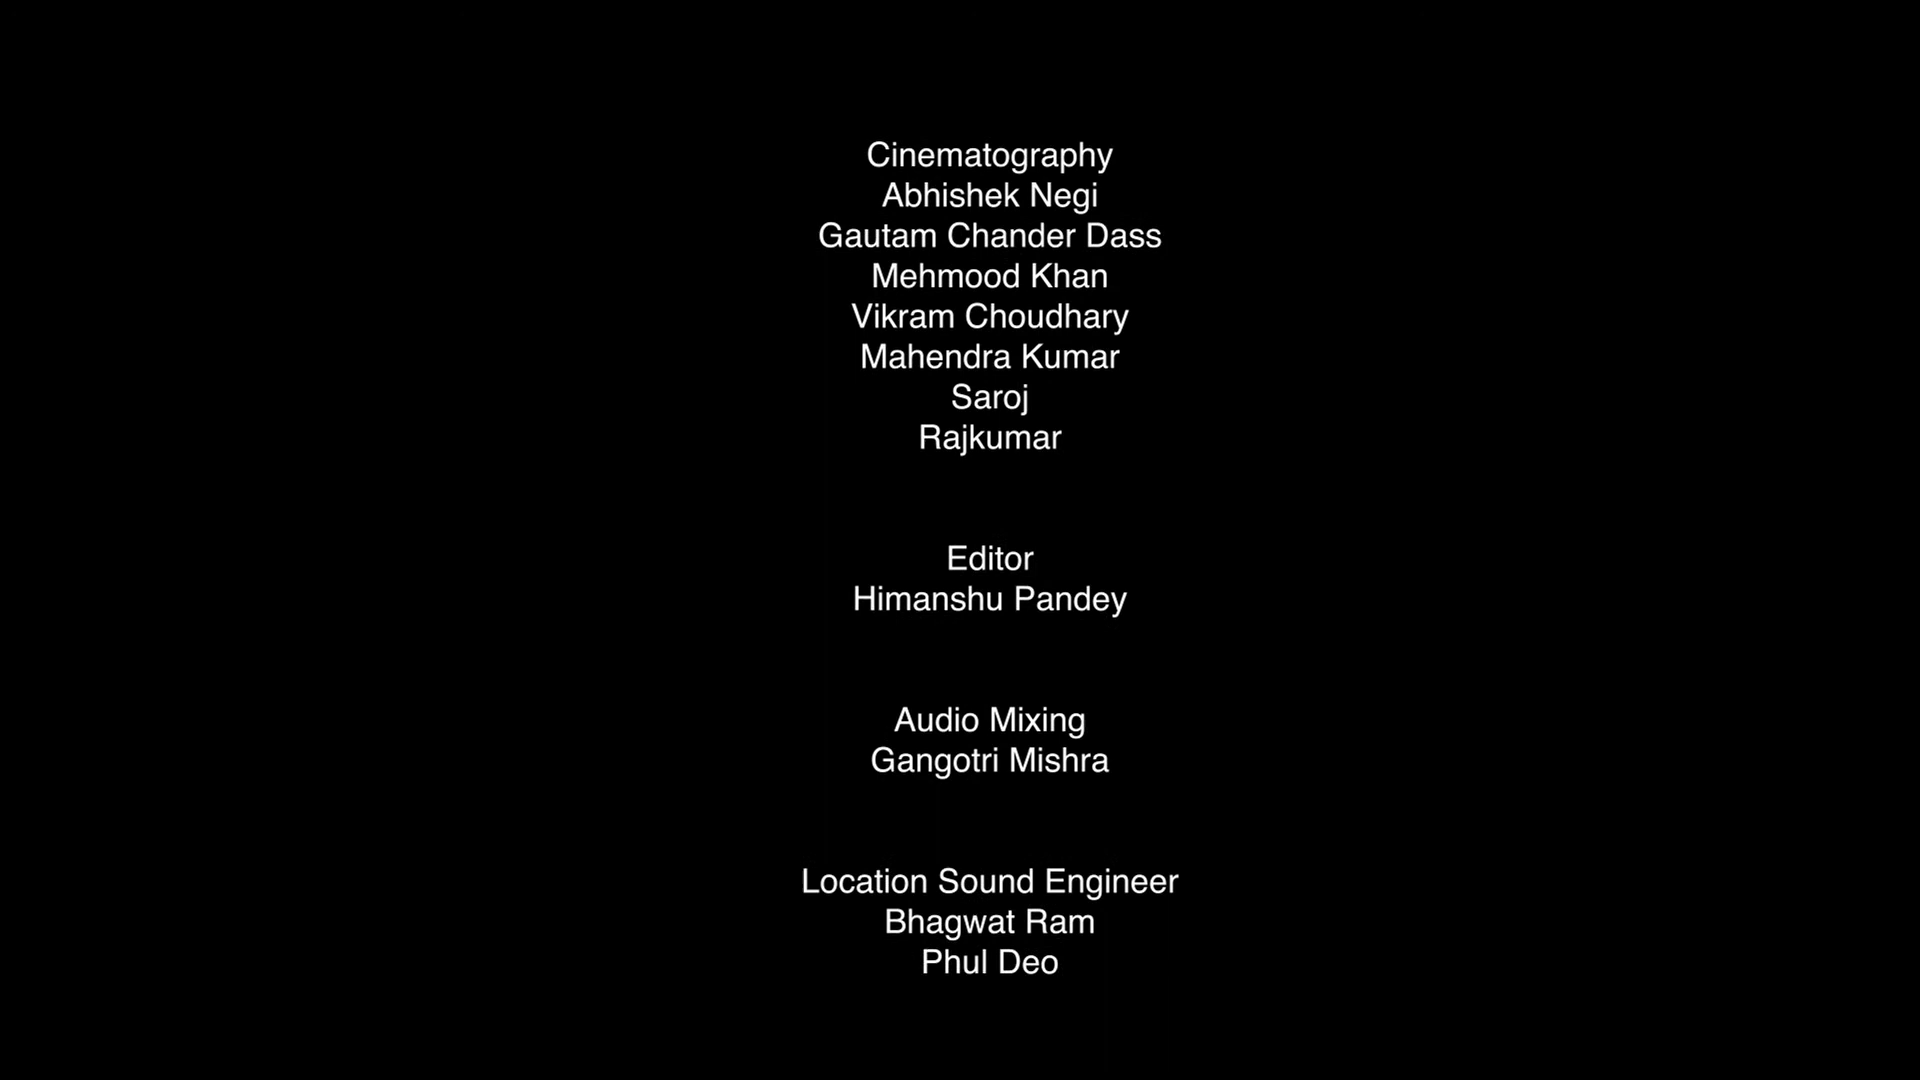 Cinematography
Abhishek Negi
Gautam Chander Dass
Mehmood Khan
Vikram Choudhary
Mahendra Kumar
Saroj
Rajkumar
Editor
Himanshu Pandey
Audio Mixing
Gangotri Mishra
Location Sound Engineer
Bhagwat Ram
Phul Deo